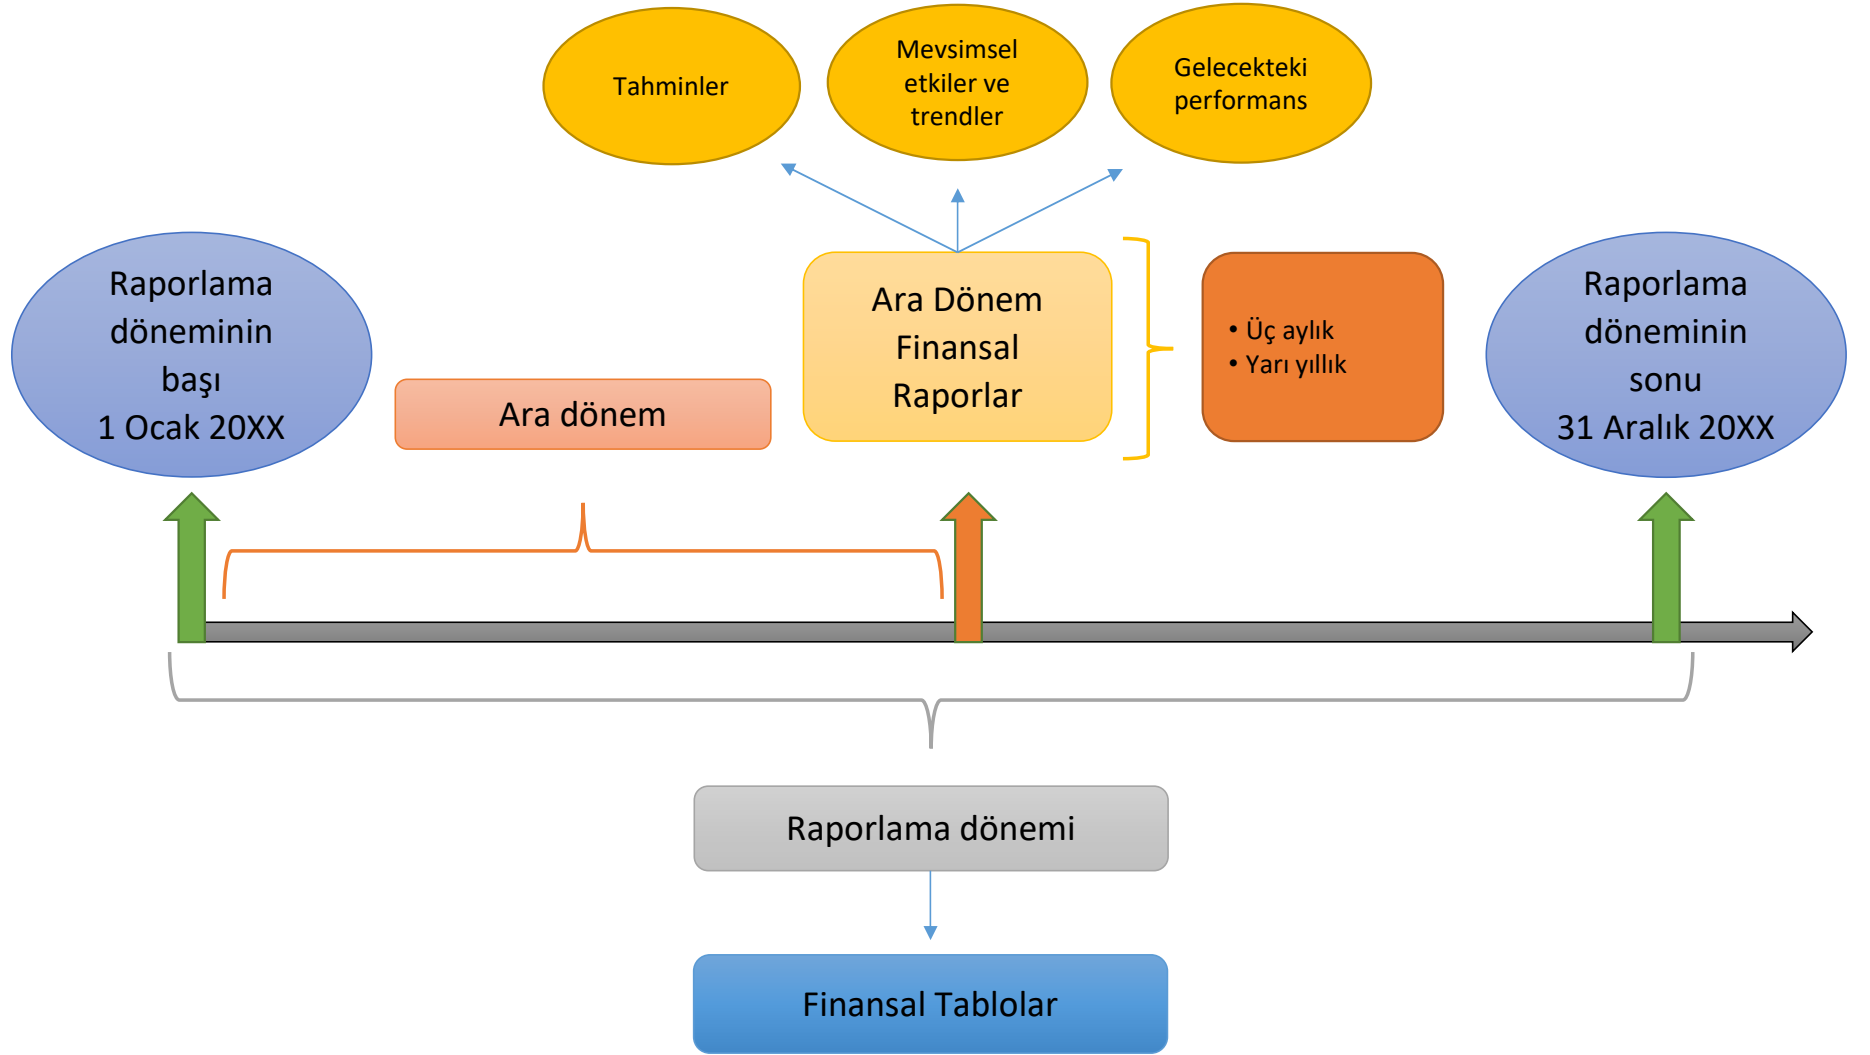 Tahminler
Mevsimsel
etkiler ve
trendler
Gelecekteki
performans
Raporlama
döneminin
başı
1 Ocak 20XX
Ara dönem
Ara Dönem
Finansal
Raporlar
• Üç aylık
• Yarı yıllık
Raporlama
döneminin
sonu
31 Aralık 20XX
Raporlama dönemi
Finansal Tablolar